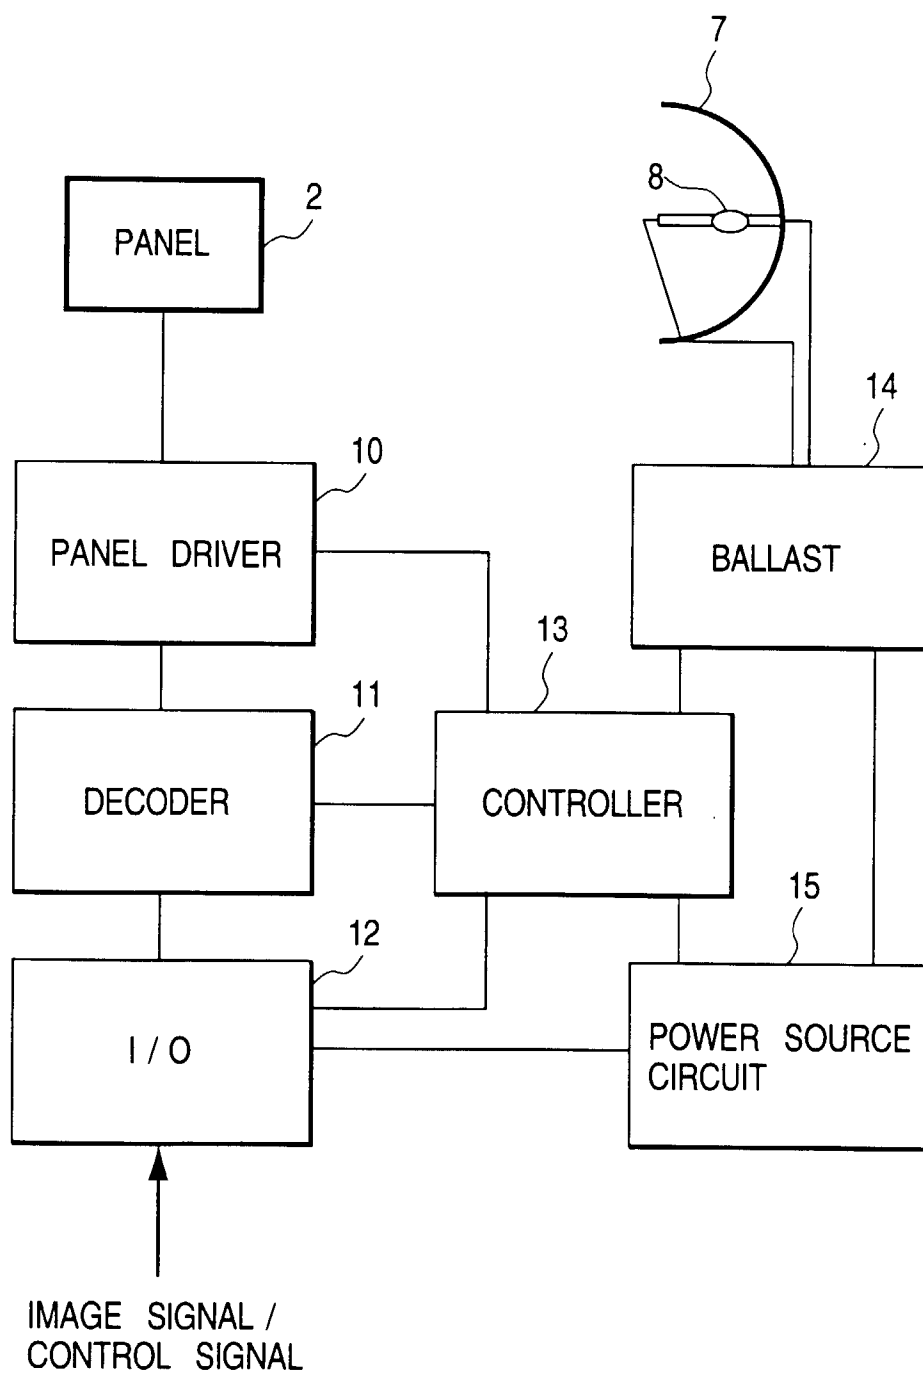 7
8
2
PANEL
14
10
PANEL DRIVER
BALLAST
13
11
DECODER
CONTROLLER
15
12
I / O
POWER SOURCE
CIRCUIT
IMAGE SIGNAL /
CONTROL SIGNAL